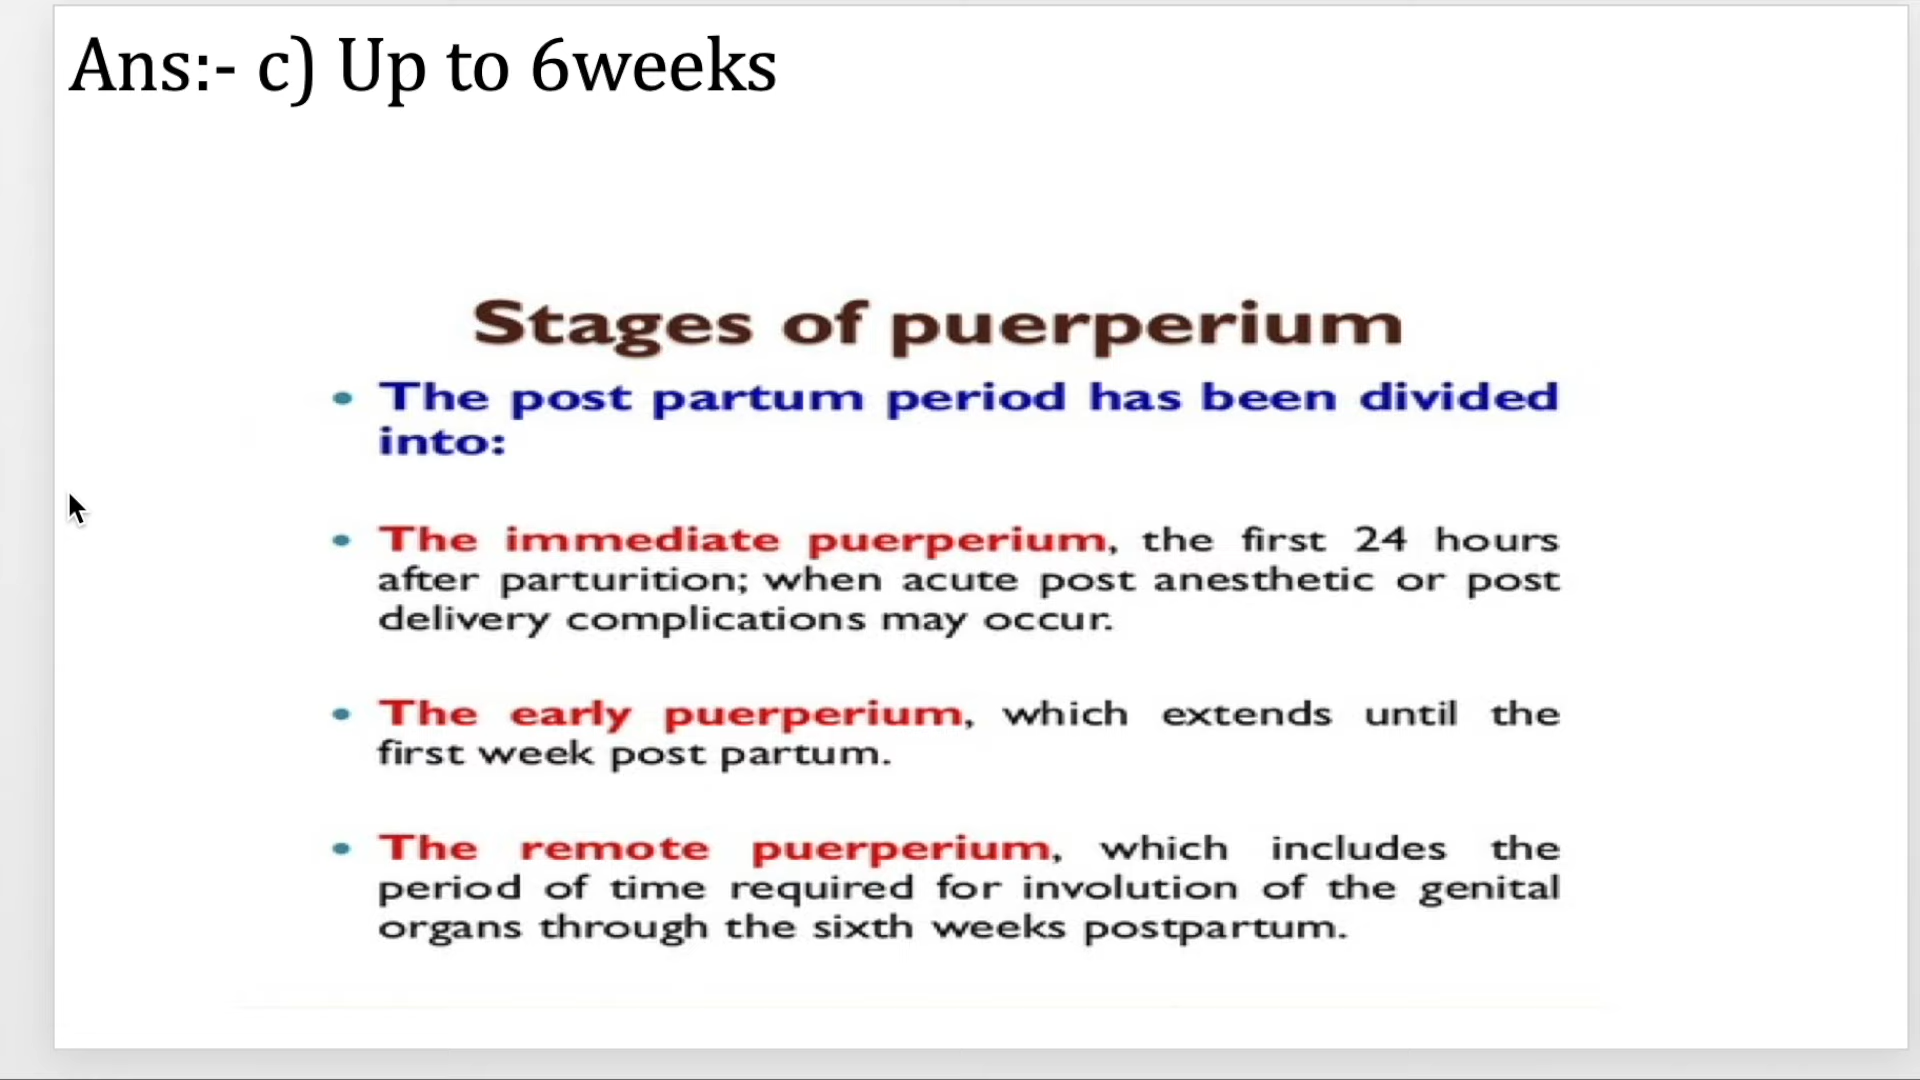 Ans:- c) Up to 6weeks
Stages of puerperium
• The post partum period has been divided
into:
• The immediate puerperium, the first 24 hours
after parturition; when acute post anesthetic or post
delivery complications may occur.
• The early puerperium, which extends until the
first week post partum.
• The remote puerperium, which includes the
period of time required for involution of the genital
organs through the sixth weeks postpartum.